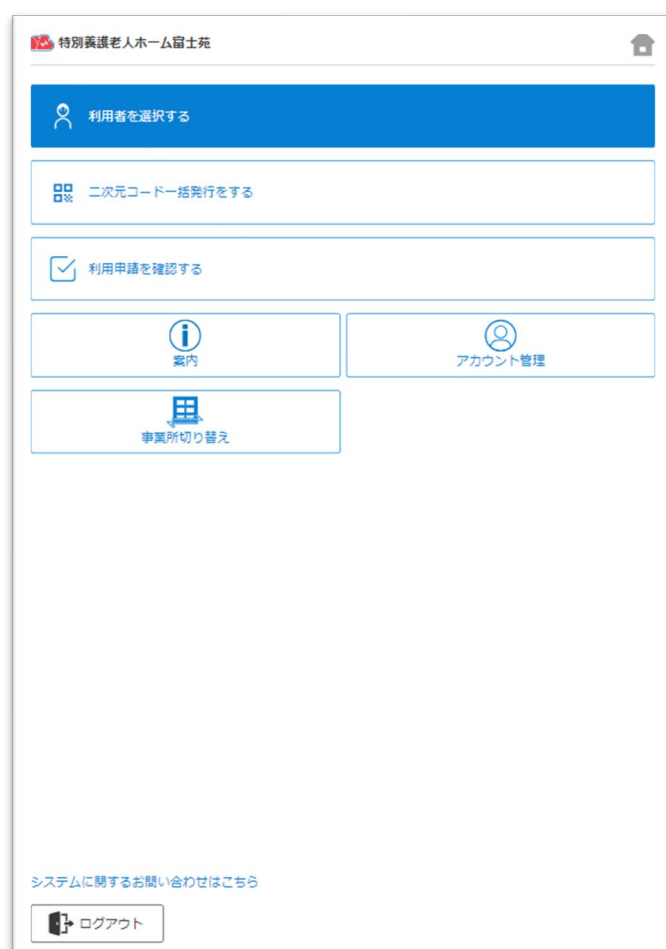 特別養護老人ホーム富士苑
利用者を選択する
二次元コード一括発行をする
利用申請を確認する
案内
アカウント管理
事業所切り替え
システムに関するお問い合わせはこちら
ログアウト